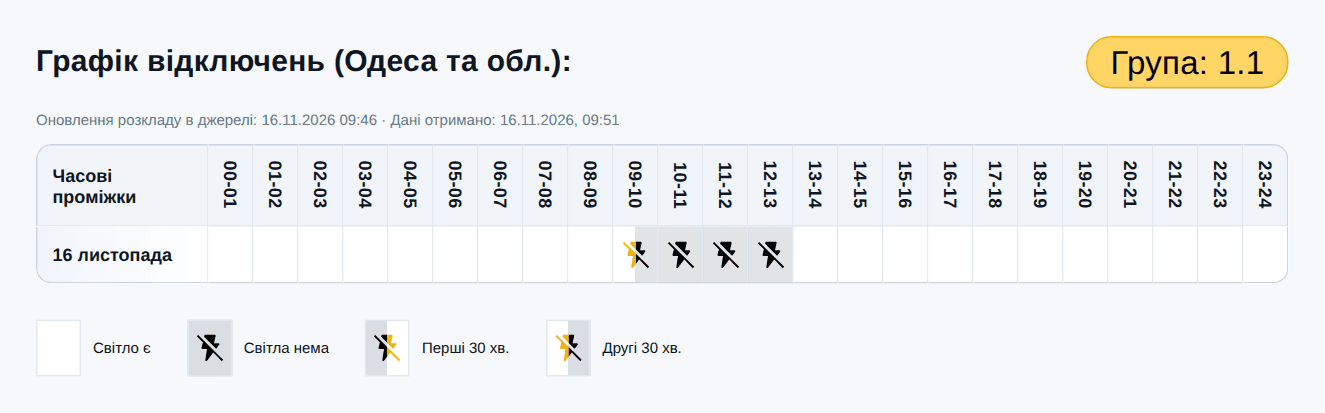 Графік відключень (Одеса та обл.):
Група: 1.1
Оновлення розкладу в джерелі: 16.11.2026 09:46 · Дані отримано: 16.11.2026, 09:51
Часові
проміжки
00-01
01-02
02-03
03-04
04-05
05-06
06-07
07-08
08-09
09-10
10-11
11-12
12-13
13-14
14-15
15-16
16-17
17-18
18-19
19-20
20-21
21-22
22-23
23-24
16 листопада
Світло є
Світла нема
Перші 30 хв.
Другі 30 хв.